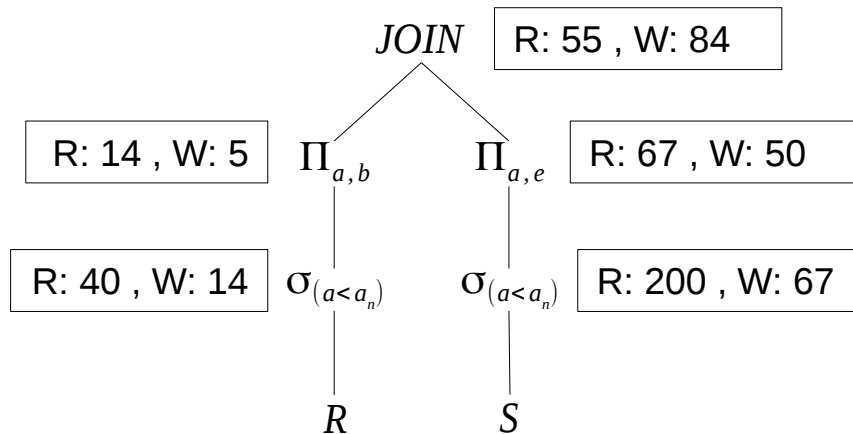 JOIN R: 55 , W: 84
R: 14 , W: 5 Π a, b Π a, e R: 67 , W: 50
R: 40 , W: 14 σ (a< a n) σ (a< a n) R: 200 , W: 67
R S